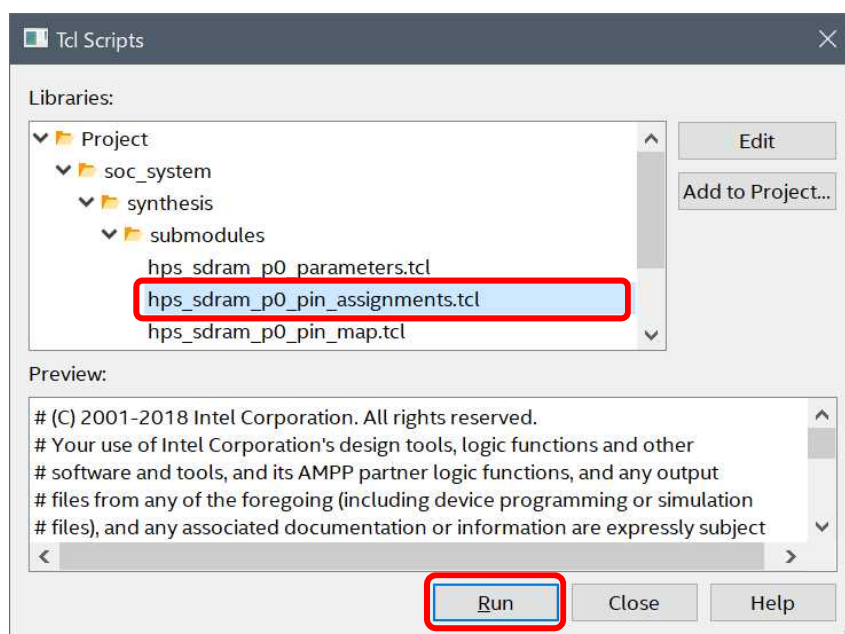 Tcl Scripts
Libraries:
Project
Edit
soc_system
Add to Project...
synthesis
submodules
hps_sdram_p0_parameters.tcl
hps_sdram_p0_pin_assignments.tcl
hps_sdram_p0_pin_map.tcl
Preview:
# (C) 2001-2018 Intel Corporation. All rights reserved.
# Your use of Intel Corporation's design tools, logic functions and other
# software and tools, and its AMPP partner logic functions, and any output
# files from any of the foregoing (including device programming or simulation
# files), and any associated documentation or information are expressly subject
Run
Close
Help